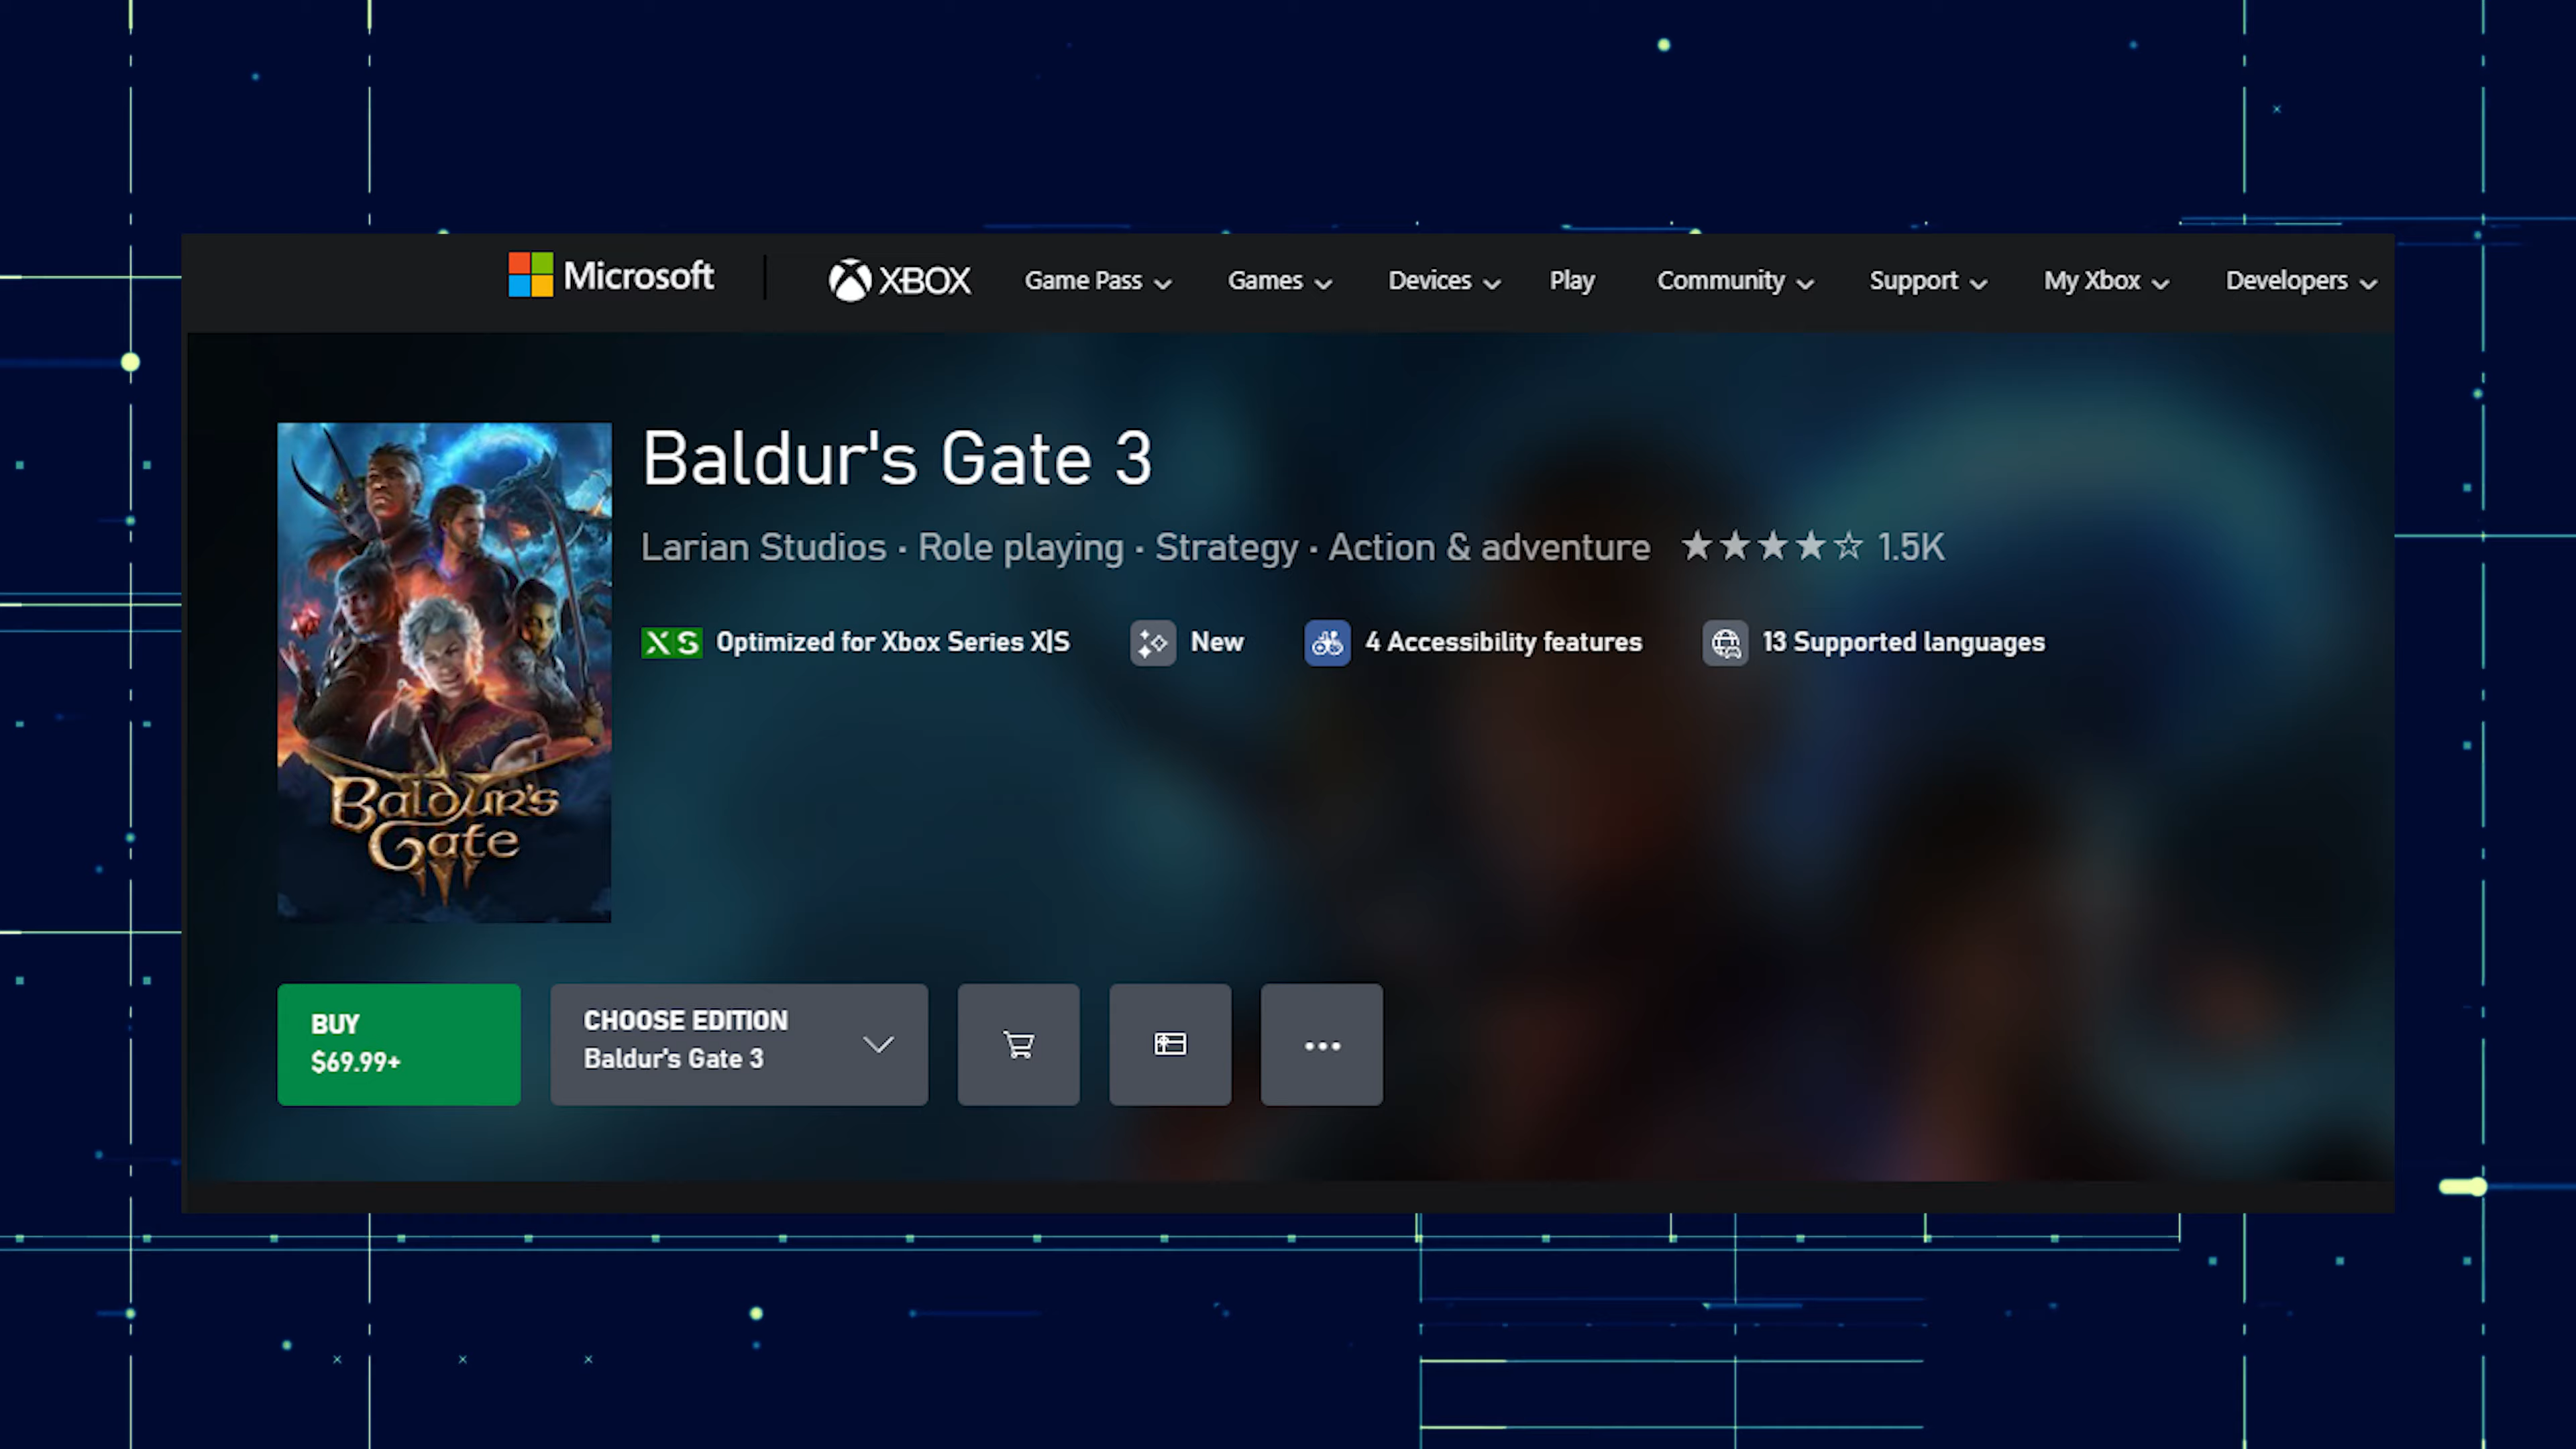 Microsoft
XBOX
Game Pass
Games
Devices
Play
Community
Support
My Xbox
Developers
Baldur's Gate 3
Larian Studios · Role playing · Strategy · Action & adventure ★★★★☆ 1.5K
XS Optimized for Xbox Series X|S
New
4 Accessibility features
13 Supported languages
BALDUR'S
GATE
III
BUY
$69.99+
CHOOSE EDITION
Baldur's Gate 3